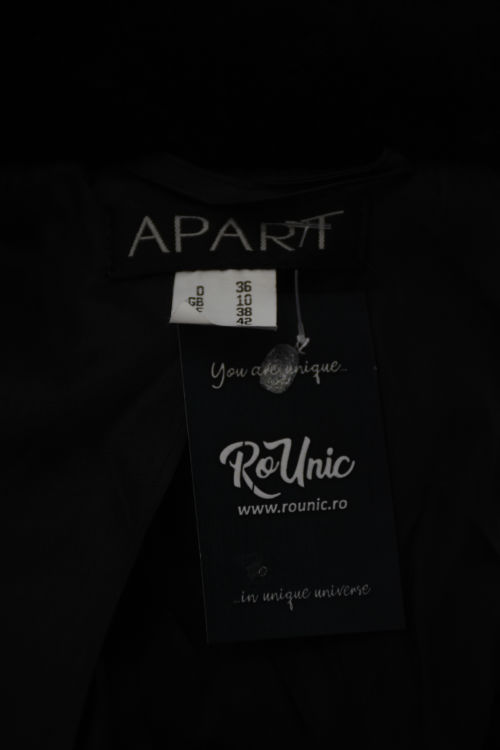 APART
D 36
GB 10
F 38
42
You are unique...
RoUnic
www.rounic.ro
...in unique universe